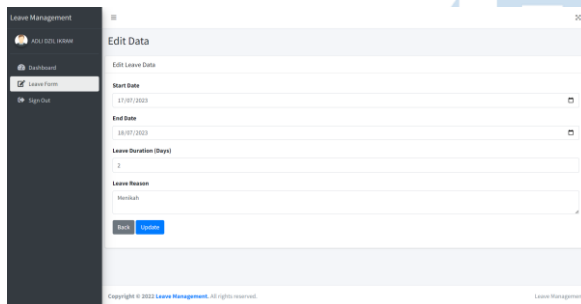 Leave Management
ADLI DZIL IKRAM
Edit Data
Dashboard
Edit Leave Data
Leave Form
Start Date
17/07/2023
Sign Out
End Date
18/07/2023
Leave Duration (Days)
2
Leave Reason
Menikah
Back Update
Copyright © 2022 Leave Management. All rights reserved.
Leave Managemen